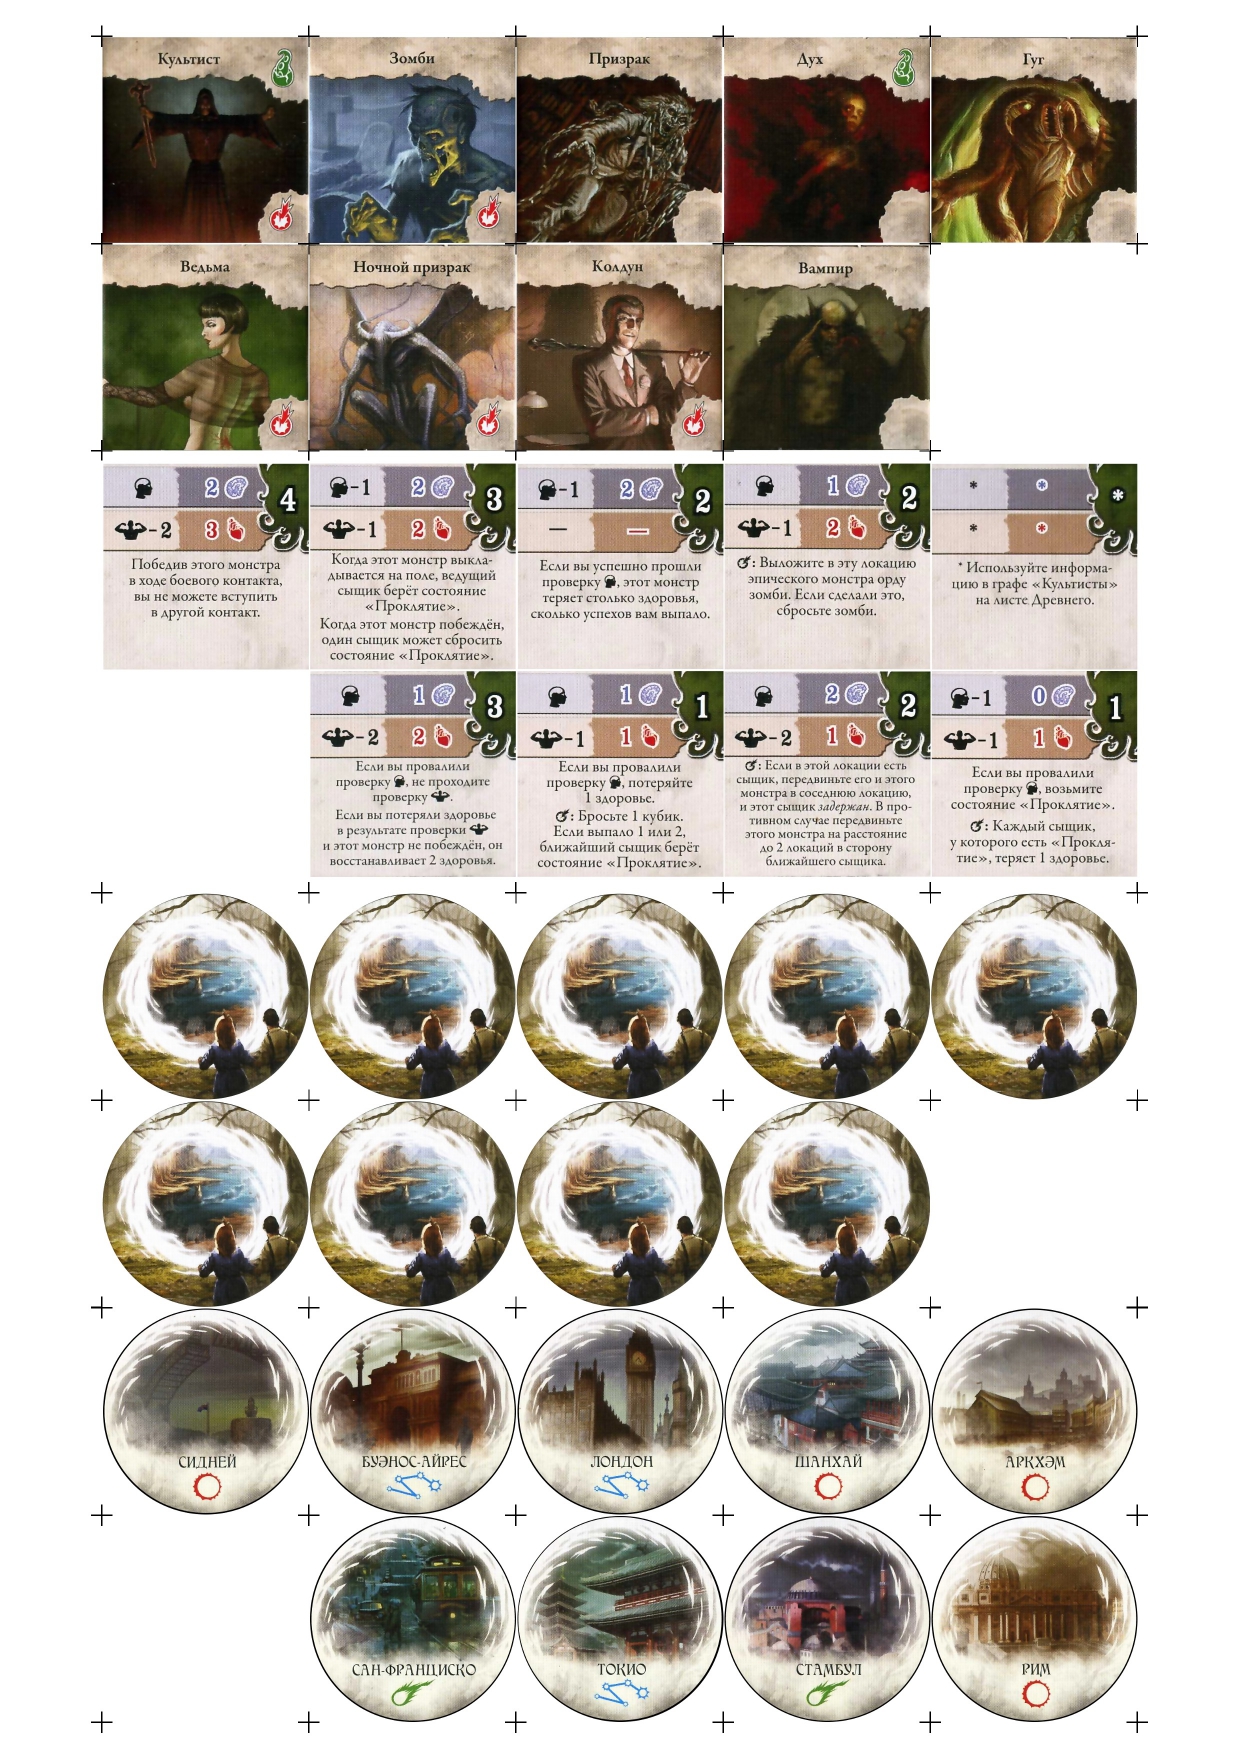 Культист
Зомби
Призрак
Дух
Гуг
Ведьма
Ночной призрак
Колдун
Вампир
2
4
-2 3
Победив этого монстра
в ходе боевого контакта,
вы не можете вступить
в другой контакт.
-1 2
3
-1 2
Когда этот монстр выкла-
дывается на поле, ведущий
сыщик берёт состояние
«Проклятие».
Когда этот монстр побеждён,
один сыщик может сбросить
состояние «Проклятие».
-1 2
2
— —
Если вы успешно прошли
проверку , этот монстр
теряет столько здоровья,
сколько успехов вам выпало.
1
2
-1 2
: Выложите в эту локацию
эпического монстра орду
зомби. Если сделали это,
сбросьте зомби.
* *
*
* *
* Используйте информа-
цию в графе «Культисты»
на листе Древнего.
1
3
-2 2
Если вы провалили
проверку , не проходите
проверку .
Если вы потеряли здоровье
в результате проверки
и этот монстр не побеждён, он
восстанавливает 2 здоровья.
1
1
-1 1
Если вы провалили
проверку , потеряйте
1 здоровье.
: Бросьте 1 кубик.
Если выпало 1 или 2,
ближайший сыщик берёт
состояние «Проклятие».
2
2
-2 1
: Если в этой локации есть
сыщик, передвиньте его и этого
монстра в соседнюю локацию,
и этот сыщик задержан. В про-
тивном случае передвиньте
этого монстра на расстояние
до 2 локаций в сторону
ближайшего сыщика.
-1 0
1
-1 1
Если вы провалили
проверку , возьмите
состояние «Проклятие».
: Каждый сыщик,
у которого есть «Прокля-
тие», теряет 1 здоровье.
СИДНЕЙ
БУЭНОС-АЙРЕС
ЛОНДОН
ШАНХАЙ
АРКХЭМ
САН-ФРАНЦИСКО
ТОКИО
СТАМБУЛ
РИМ